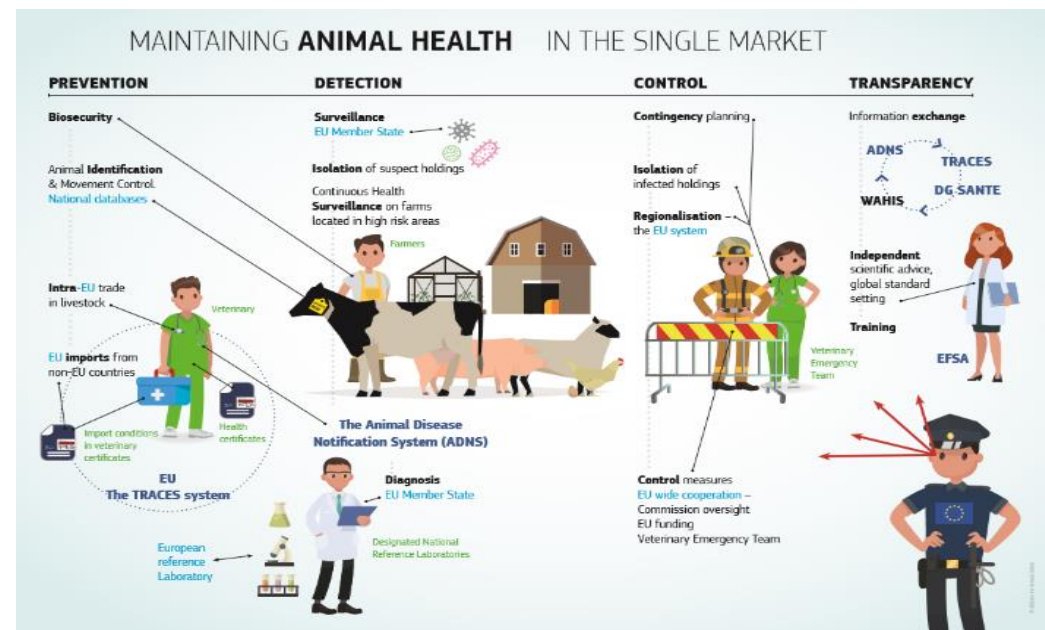 MAINTAINING ANIMAL HEALTH IN THE SINGLE MARKET
PREVENTION
Biosecurity
Animal Identification
& Movement Control.
National databases
Intra-EU trade
in livestock
Veterinary
EU imports from
non-EU countries
Import conditions
in veterinary
certificates
Health
certificates
EU
The TRACES system
DETECTION
Surveillance
EU Member State
Isolation of suspect holdings
Continuous Health
Surveillance on farms
located in high risk areas
Farmers
The Animal Disease
Notification System (ADNS)
Diagnosis
EU Member State
Designated National
Reference Laboratories
European
reference
Laboratory
CONTROL
Contingency planning
Isolation of
infected holdings
Regionalisation –
the EU system
Veterinary
Emergency
Team
Control measures
EU wide cooperation –
Commission oversight
EU funding
Veterinary Emergency Team
TRANSPARENCY
Information exchange
ADNS
TRACES
DG SANTE
WAHIS
Independent
scientific advice,
global standard
setting
Training
EFSA